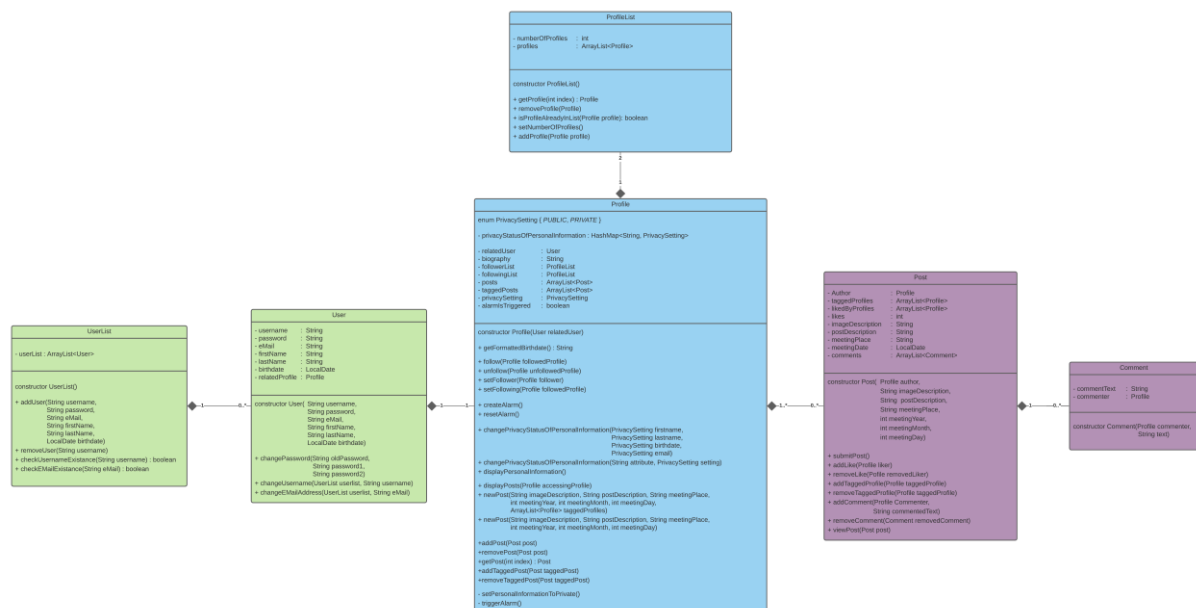 ProfileList
- numberOfProfiles : int
- profiles : ArrayList<Profile>
constructor ProfileList()
+ getProfile(int index) : Profile
+ removeProfile(Profile)
+ isProfileAlreadyInList(Profile profile): boolean
+ setNumberOfProfiles()
+ addProfile(Profile profile)
2
1
Profile
enum PrivacySetting { PUBLIC, PRIVATE }
- privacyStatusOfPersonalInformation : HashMap<String, PrivacySetting>
- relatedUser : User
- biography : String
- followerList : ProfileList
- followingList : ProfileList
- posts : ArrayList<Post>
- taggedPosts : ArrayList<Post>
- privacySetting : PrivacySetting
- alarmIsTriggered : boolean
constructor Profile(User relatedUser)
+ getFormattedBirthdate() : String
+ follow(Profile followedProfile)
+ unfollow(Profile unfollowedProfile)
+ setFollower(Profile follower)
+ setFollowing(Profile followedProfile)
+ createAlarm()
+ resetAlarm()
+ changePrivacyStatusOfPersonalInformation(PrivacySetting firstname,
PrivacySetting lastname,
PrivacySetting birthdate,
PrivacySetting email)
+ changePrivacyStatusOfPersonalInformation(String attribute, PrivacySetting setting)
+ displayPersonalInformation()
+ displayPosts(Profile accessingProfile)
+ newPost(String imageDescription, String postDescription, String meetingPlace,
int meetingYear, int meetingMonth, int meetingDay,
ArrayList<Profile> taggedProfiles)
+ newPost(String imageDescription, String postDescription, String meetingPlace,
int meetingYear, int meetingMonth, int meetingDay)
+addPost(Post post)
+removePost(Post post)
+getPost(int index) : Post
+addTaggedPost(Post taggedPost)
+removeTaggedPost(Post taggedPost)
- setPersonalInformationToPrivate()
- triggerAlarm()
UserList
- userList : ArrayList<User>
constructor UserList()
+ addUser(String username,
String password,
String eMail,
String firstName,
String lastName,
LocalDate birthdate)
+ removeUser(String username)
+ checkUsernameExistance(String username) : boolean
+ checkEMailExistance(String eMail) : boolean
1
0..*
User
- username : String
- password : String
- eMail : String
- firstName : String
- lastName : String
- birthdate : LocalDate
- relatedProfile : Profile
constructor User( String username,
String password,
String eMail,
String firstName,
String lastName,
LocalDate birthdate)
+ changePassword(String oldPassword,
String password1,
String password2)
+ changeUsername(UserList userlist, String username)
+ changeEMailAddress(UserList userlist, String eMail)
1
1
1..*
0..*
Post
- Author : Profile
- taggedProfiles : ArrayList<Profile>
- likedByProfiles : ArrayList<Profile>
- likes : int
- imageDescription : String
- postDescription : String
- meetingPlace : String
- meetingDate : LocalDate
- comments : ArrayList<Comment>
constructor Post( Profile author,
String imageDescription,
String postDescription,
String meetingPlace,
int meetingYear,
int meetingMonth,
int meetingDay)
+submitPost()
+ addLike(Profile liker)
+ removeLike(Pofile removedLiker)
+ addTaggedProfile(Profile taggedProfile)
+ removeTaggedProfile(Profile taggedProfile)
+ addComment(Profile Commenter,
String commentedText)
+ removeComment(Comment removedComment)
+ viewPost(Post post)
1
0..*
Comment
- commentText : String
- commenter : Profile
constructor Comment(Profile commenter,
String text)